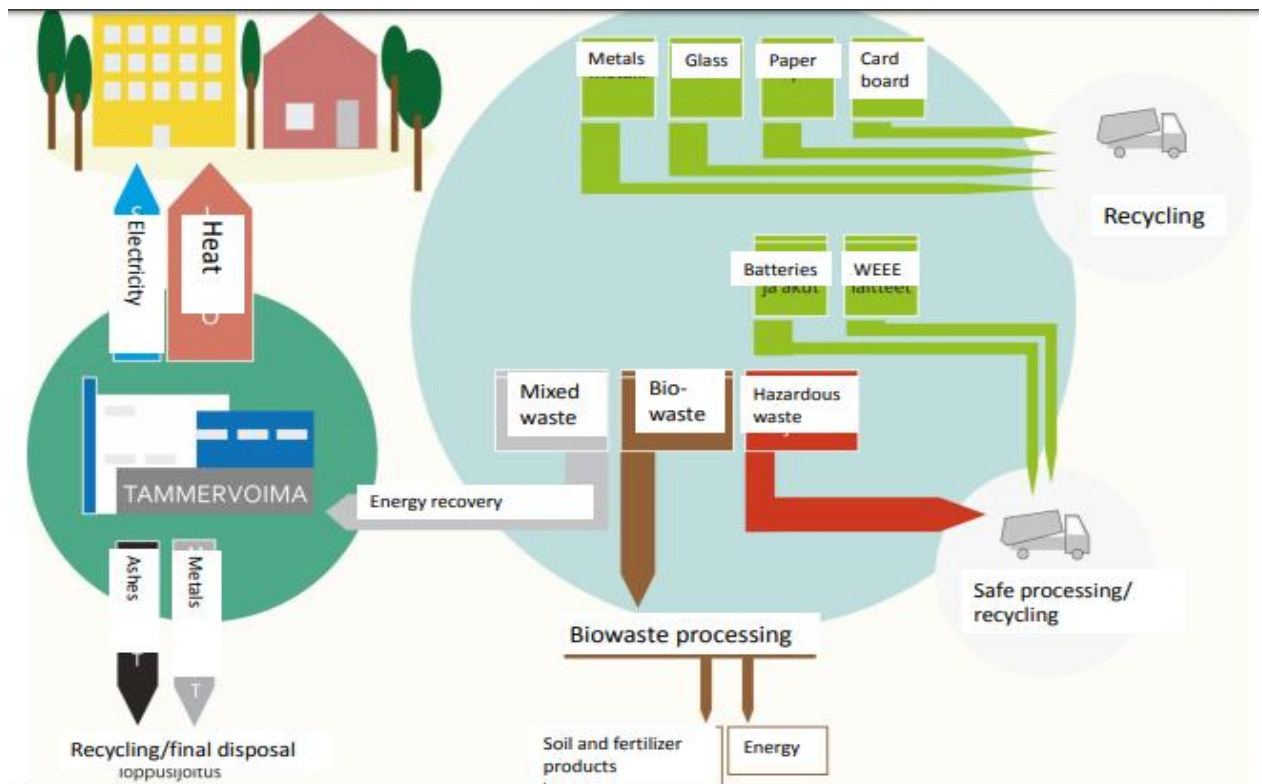 Metals
Glass
Paper
Card
board
Recycling
Electricity
Heat
Batteries
WEEE
ja akut
laitteet
Mixed
waste
Bio-
waste
Hazardous
waste
TAMMERVOIMA
Energy recovery
Ashes
Metals
Safe processing/
recycling
Biowaste processing
Recycling/final disposal
loppusijoitus
Soil and fertilizer
products
Energy